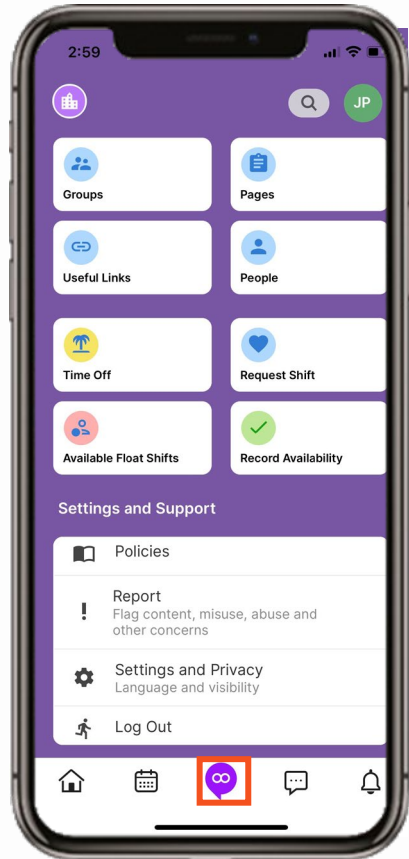 2:59
JP
Groups
Pages
Useful Links
People
Time Off
Request Shift
Available Float Shifts
Record Availability
Settings and Support
Policies
Report
Flag content, misuse, abuse and
other concerns
Settings and Privacy
Language and visibility
Log Out